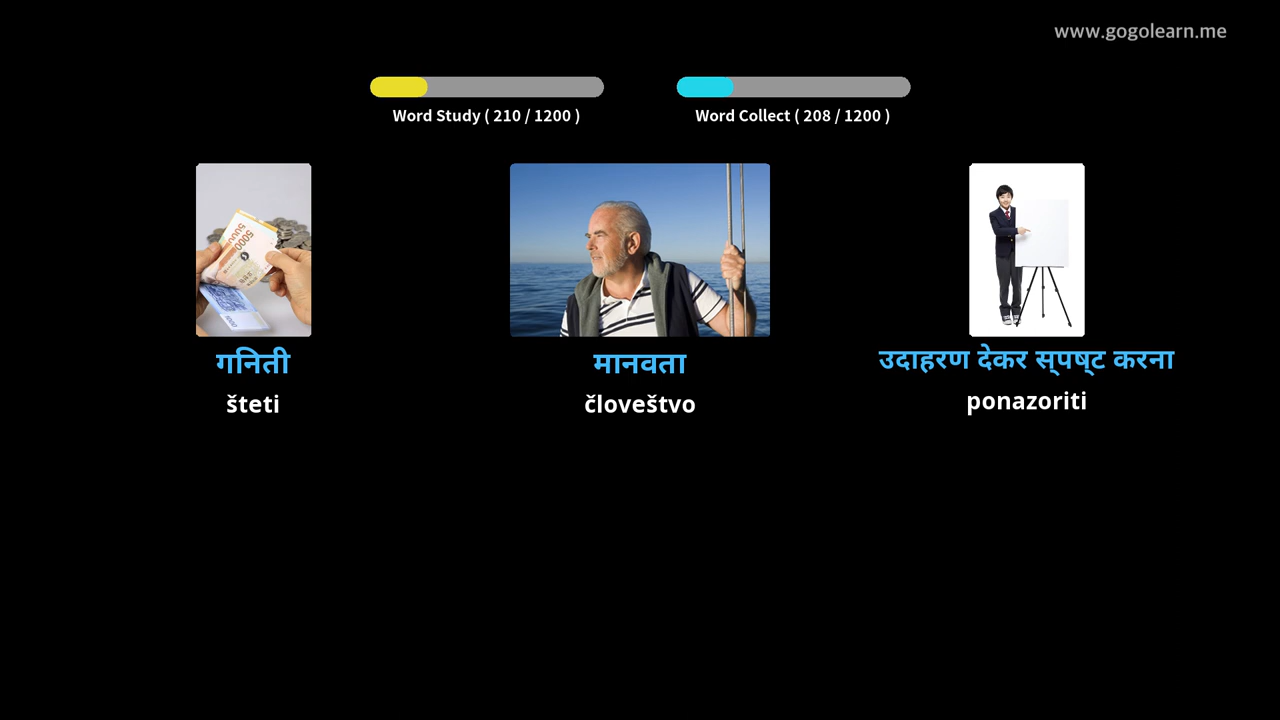 www.gogolearn.me
Word Study ( 210 / 1200 )
Word Collect ( 208 / 1200 )
गनिती
मानवता
उदाहरण देकर स्पष्ट करना
šteti
človeštvo
ponazoriti